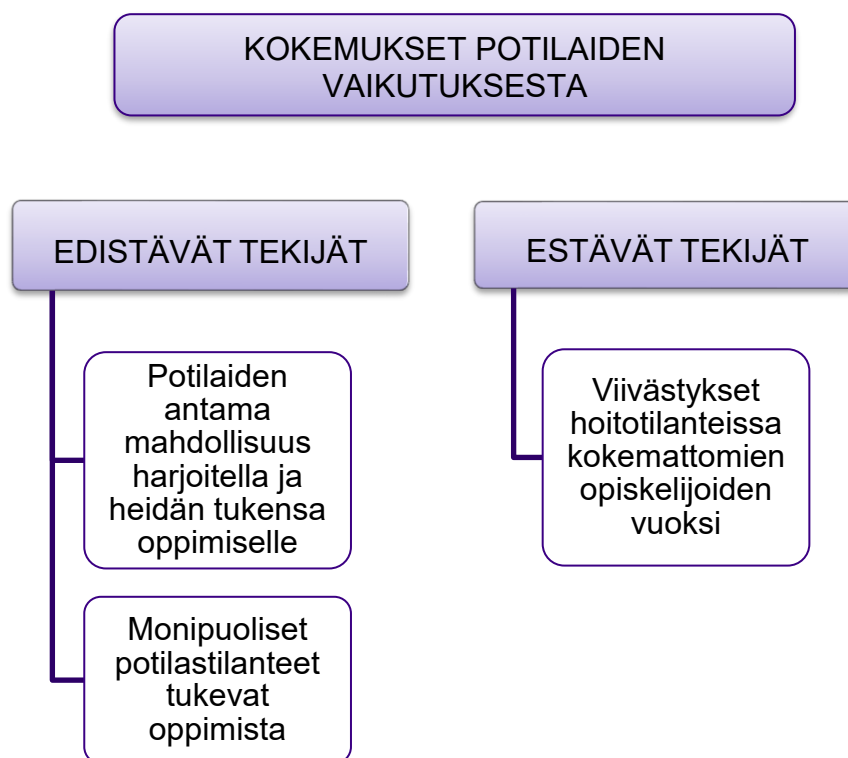 KOKEMUKSET POTILAIDEN
VAIKUTUKSESTA
EDISTÄVÄT TEKIJÄT
Potilaiden
antama
mahdollisuus
harjoitella ja
heidän tukensa
oppimiselle
Monipuoliset
potilastilanteet
tukevat
oppimista
ESTÄVÄT TEKIJÄT
Viivästykset
hoitotilanteissa
kokemattomien
opiskelijoiden
vuoksi